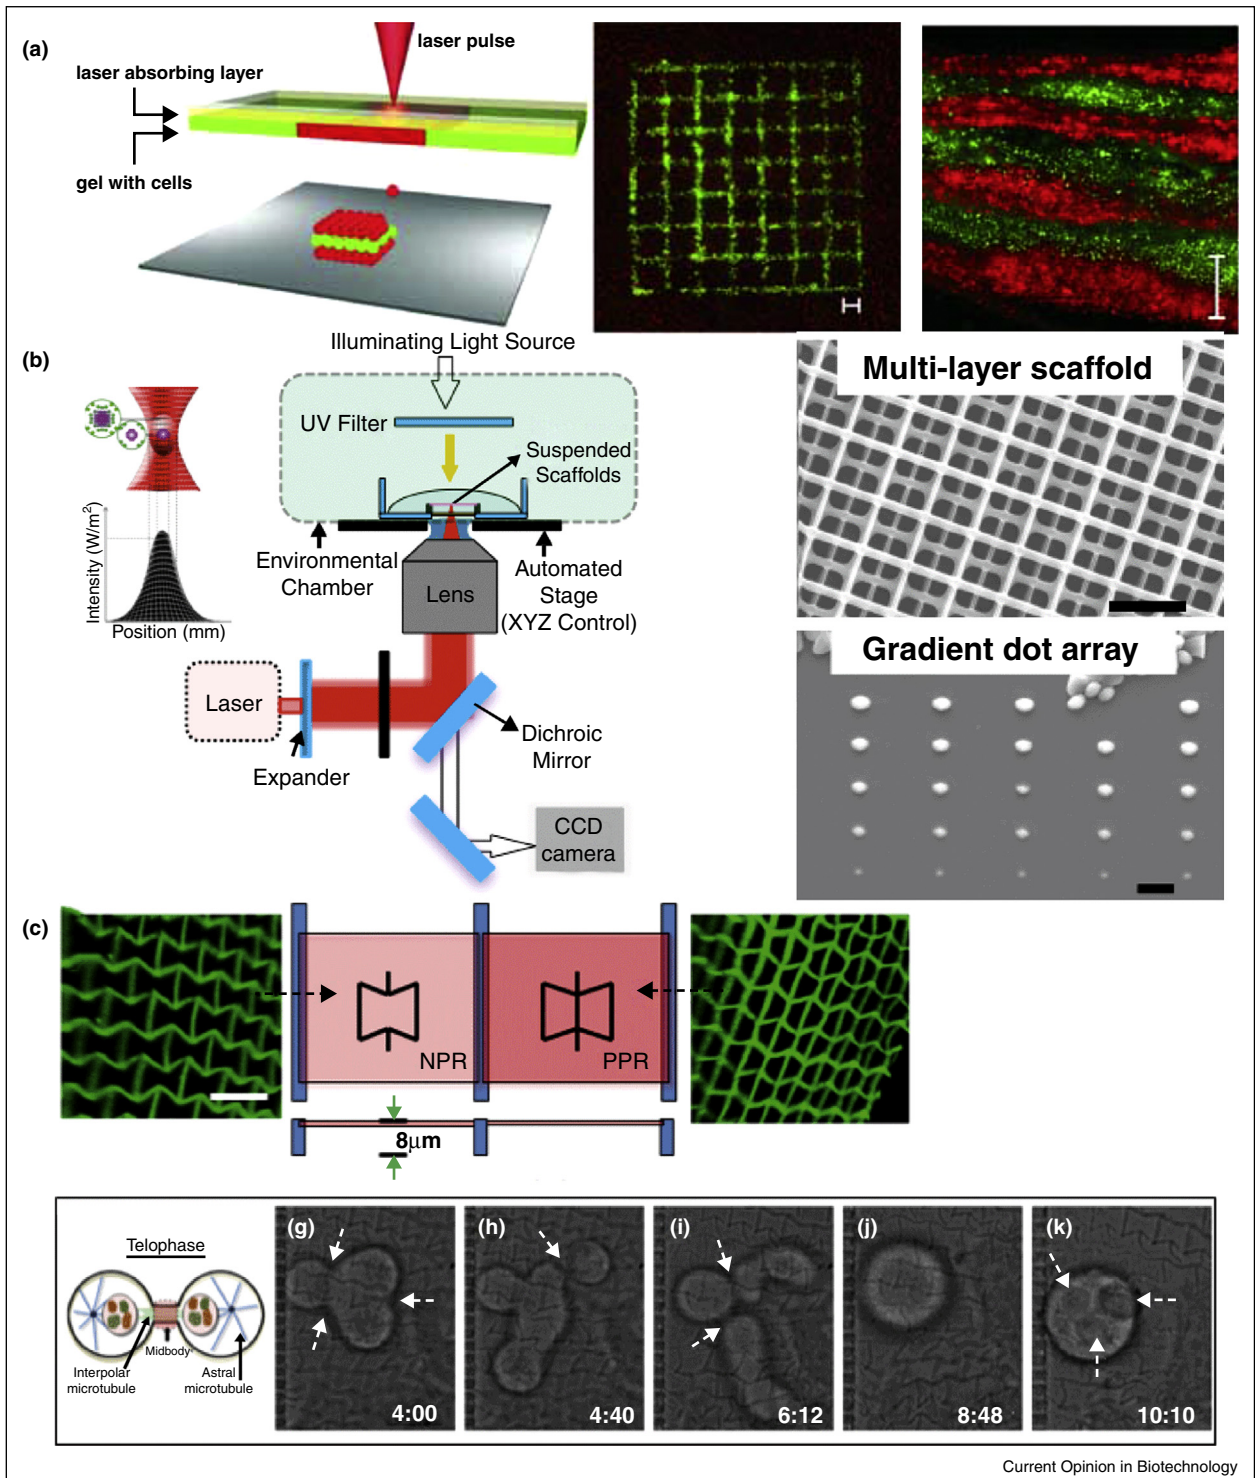 (a)
laser pulse
laser absorbing layer
gel with cells
(b)
Illuminating Light Source
UV Filter
Suspended
Scaffolds
Environmental
Chamber
Lens
Automated
Stage
(XYZ Control)
Intensity (W/m²)
Position (mm)
Laser
Expander
Dichroic
Mirror
CCD
camera
Multi-layer scaffold
Gradient dot array
(c)
NPR
PPR
8μm
Telophase
Midbody
Interpolar
microtubule
Astral
microtubule
(g)
4:00
(h)
4:40
(i)
6:12
(j)
8:48
(k)
10:10
Current Opinion in Biotechnology